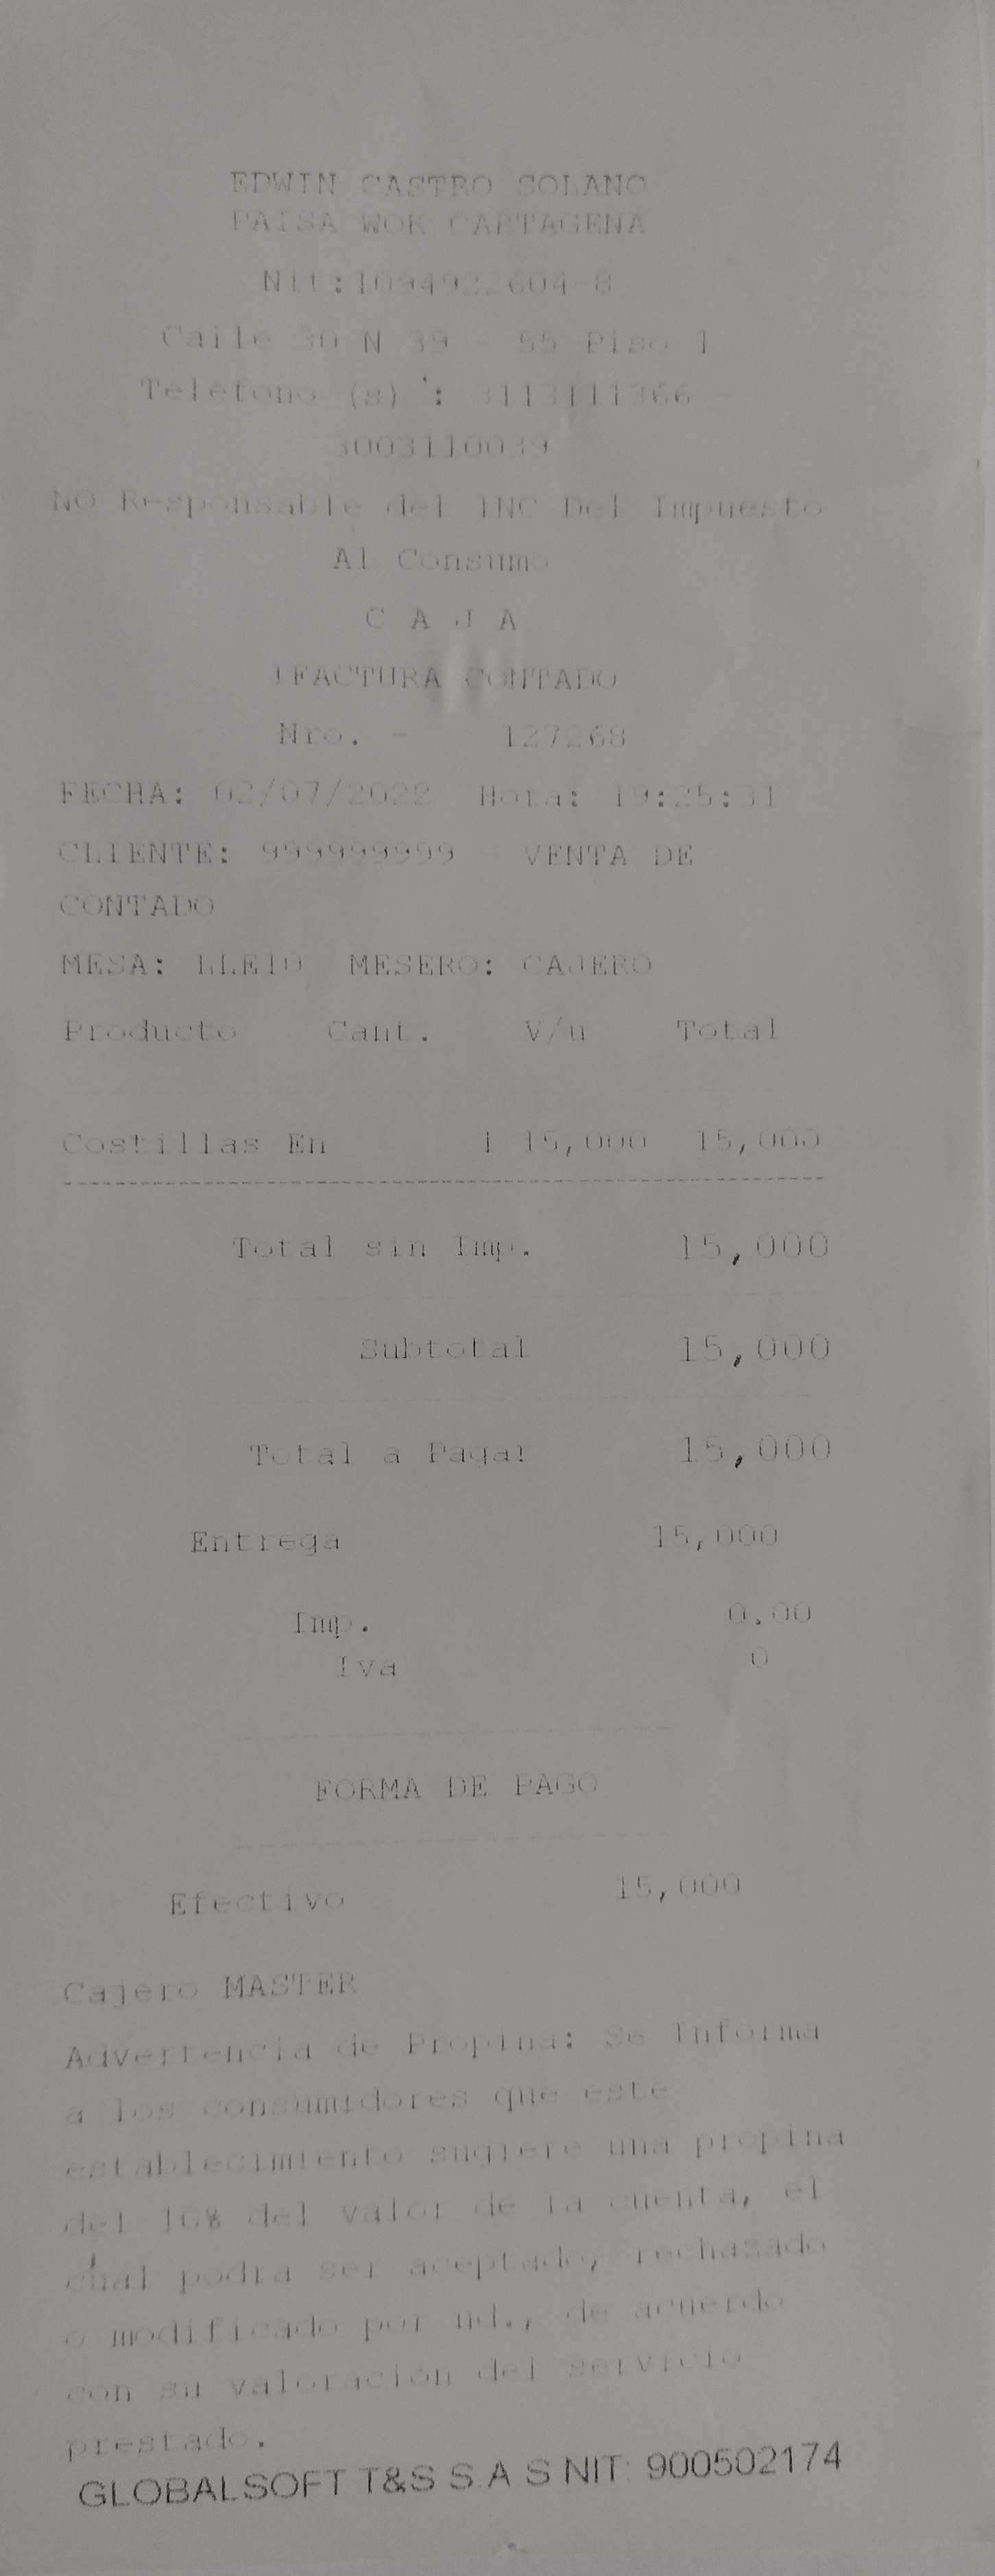 EDWIN CASTRO SOLANO
PAISA WOK CARTAGENA
Nit:1094922604-8
Calle 30 N 39 - 55 Piso 1
Teléfono (s) : 3113111366 -
3003110039
NO Responsable del INC Del Impuesto
Al Consumo
C A J A
1FACTURA CONTADO
Nro. - 127268
FECHA: 02/07/2022 Hora: 19:25:31
CLIENTE: 999999999 - VENTA DE
CONTADO
MESA: LLE10 MESERO: CAJERO
Producto Cant. V/u Total
Costillas En 1 15,000 15,000
Total sin Imp. 15,000
Subtotal 15,000
Total a Pagar 15,000
Entrega 15,000
Imp. 0.00
Iva 0
FORMA DE PAGO
Efectivo 15,000
Cajero MASTER
Advertencia de Propina: Se Informa
a los consumidores que este
establecimiento sugiere una propina
del 10% del valor de la cuenta, el
cual podra ser aceptado, rechazado
o modificado por ud., de acuerdo
con su valoración del servicio
prestado.
GLOBALSOFT T&S S.A S NIT: 900502174